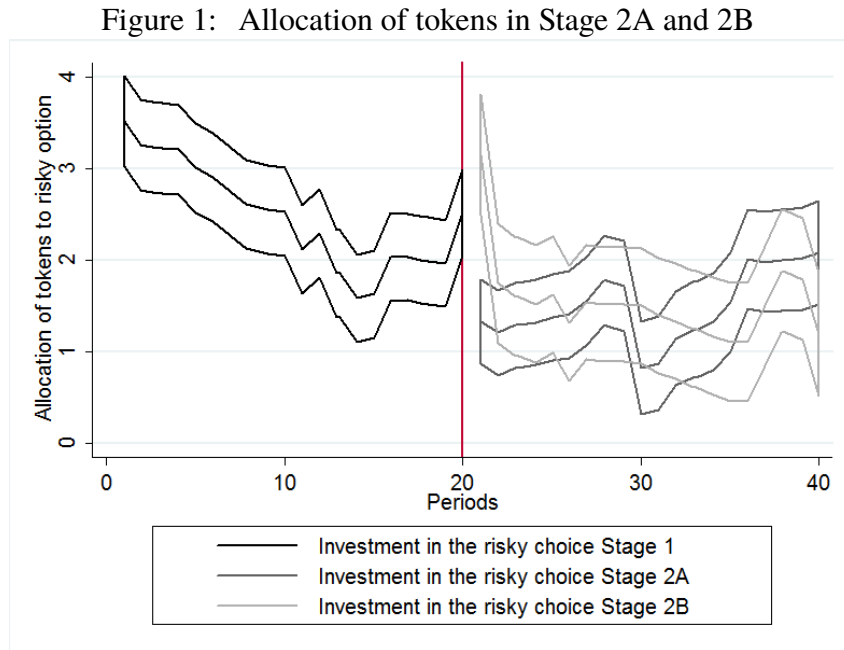 Figure 1: Allocation of tokens in Stage 2A and 2B
Allocation of tokens to risky option
4
3
2
1
0
0 10 20 30 40
Periods
Investment in the risky choice Stage 1
Investment in the risky choice Stage 2A
Investment in the risky choice Stage 2B